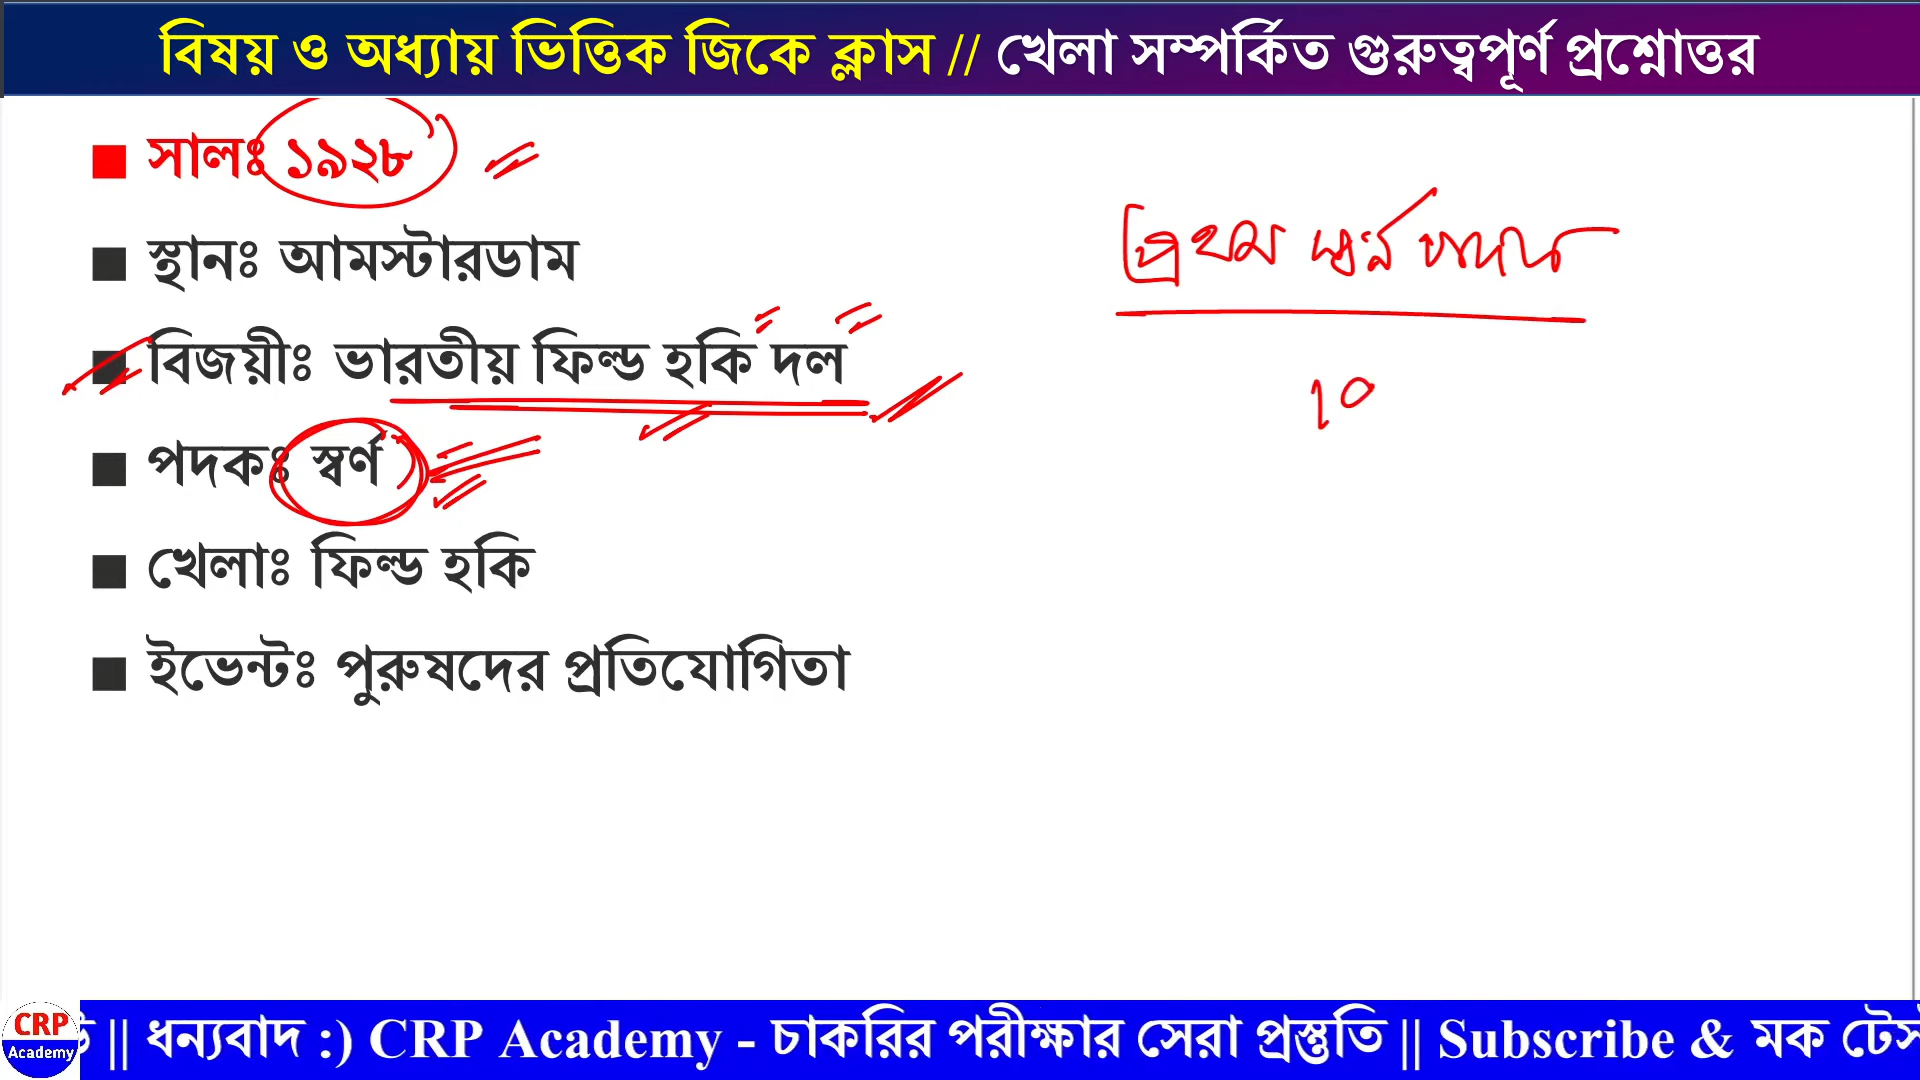 বিষয় ও অধ্যায় ভিত্তিক জিকে ক্লাস // খেলা সম্পর্কিত গুরুত্বপূর্ণ প্রশ্নোত্তর
■ সালঃ ১৯২৮
■ স্থানঃ আমস্টারডাম
■ বিজয়ীঃ ভারতীয় ফিল্ড হকি দল
■ পদকঃ স্বর্ণ
■ খেলাঃ ফিল্ড হকি
■ ইভেন্টঃ পুরুষদের প্রতিযোগিতা
প্রথম স্বর্ণ পদক
১০
CRP Academy
|| ধন্যবাদ :) CRP Academy - চাকরির পরীক্ষার সেরা প্রস্তুতি || Subscribe & মক